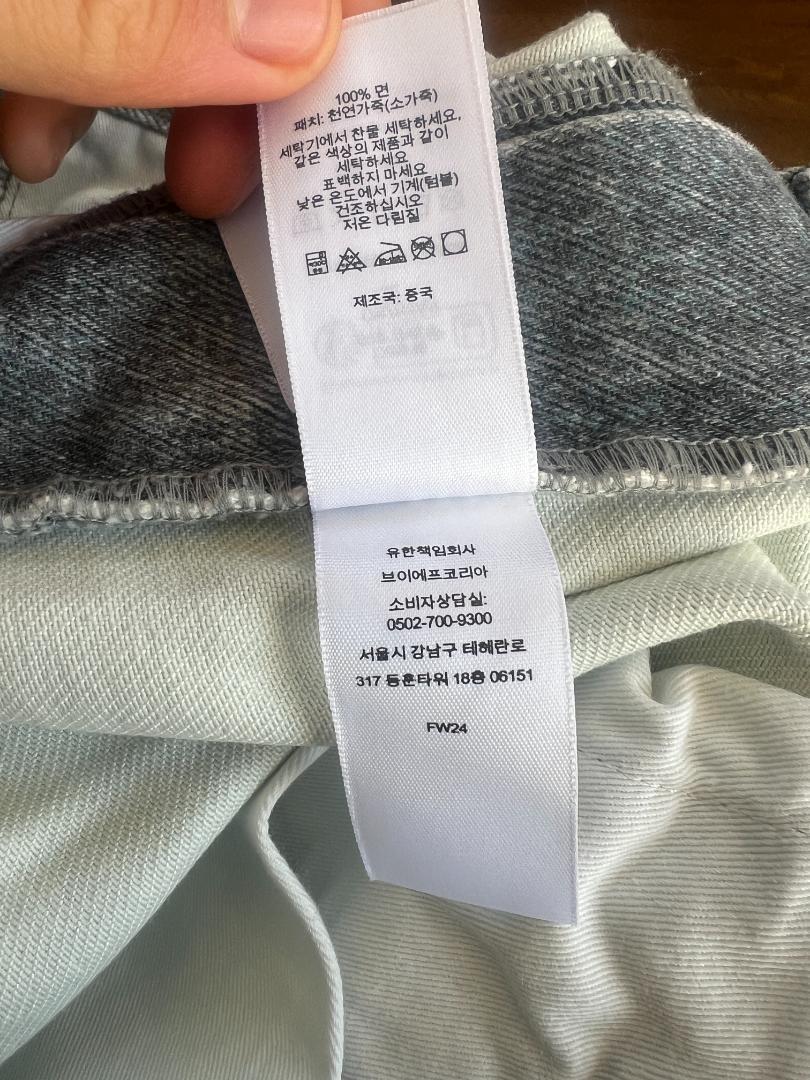 100% 면
패치: 천연가죽(소가죽)
세탁기에서 찬물 세탁하세요,
같은 색상의 제품과 같이
세탁하세요
표백하지 마세요
낮은 온도에서 기계(텀블)
건조하십시오
저온 다림질
제조국: 중국
유한책임회사
브이에프코리아
소비자상담실:
0502-700-9300
서울시 강남구 테헤란로
317 동훈타워 18층 06151
FW24